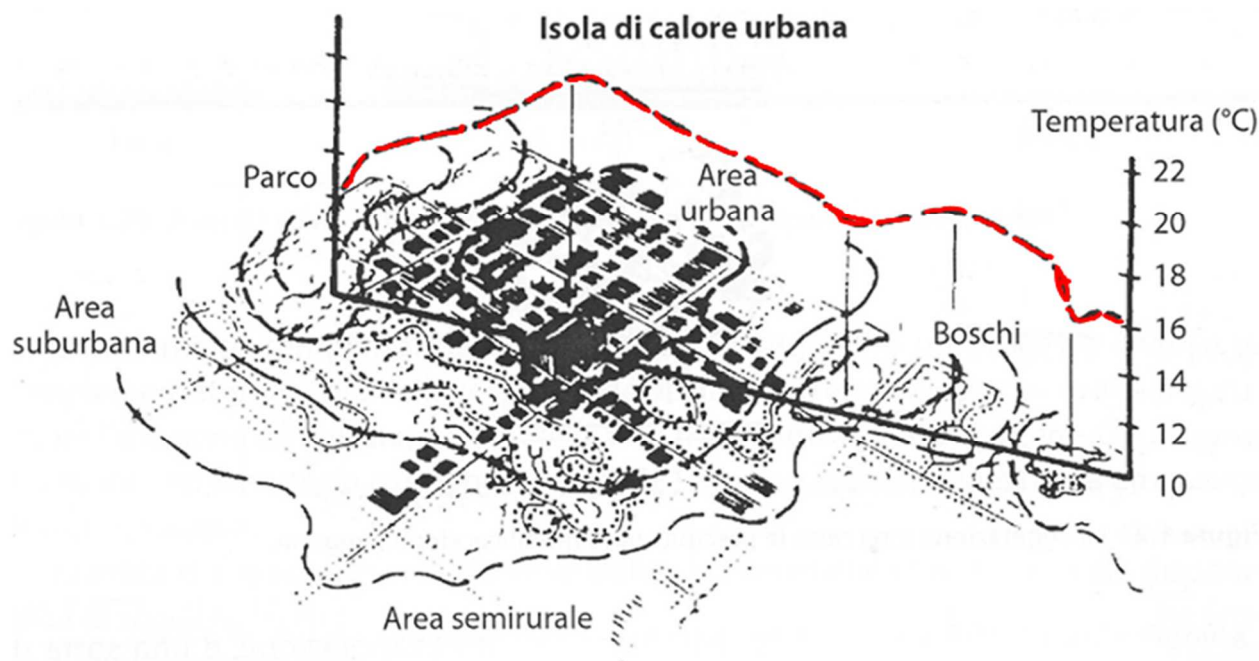 Isola di calore urbana
Temperatura (°C)
Parco
Area
urbana
22
20
18
16
14
12
10
Area
suburbana
Boschi
Area semirurale